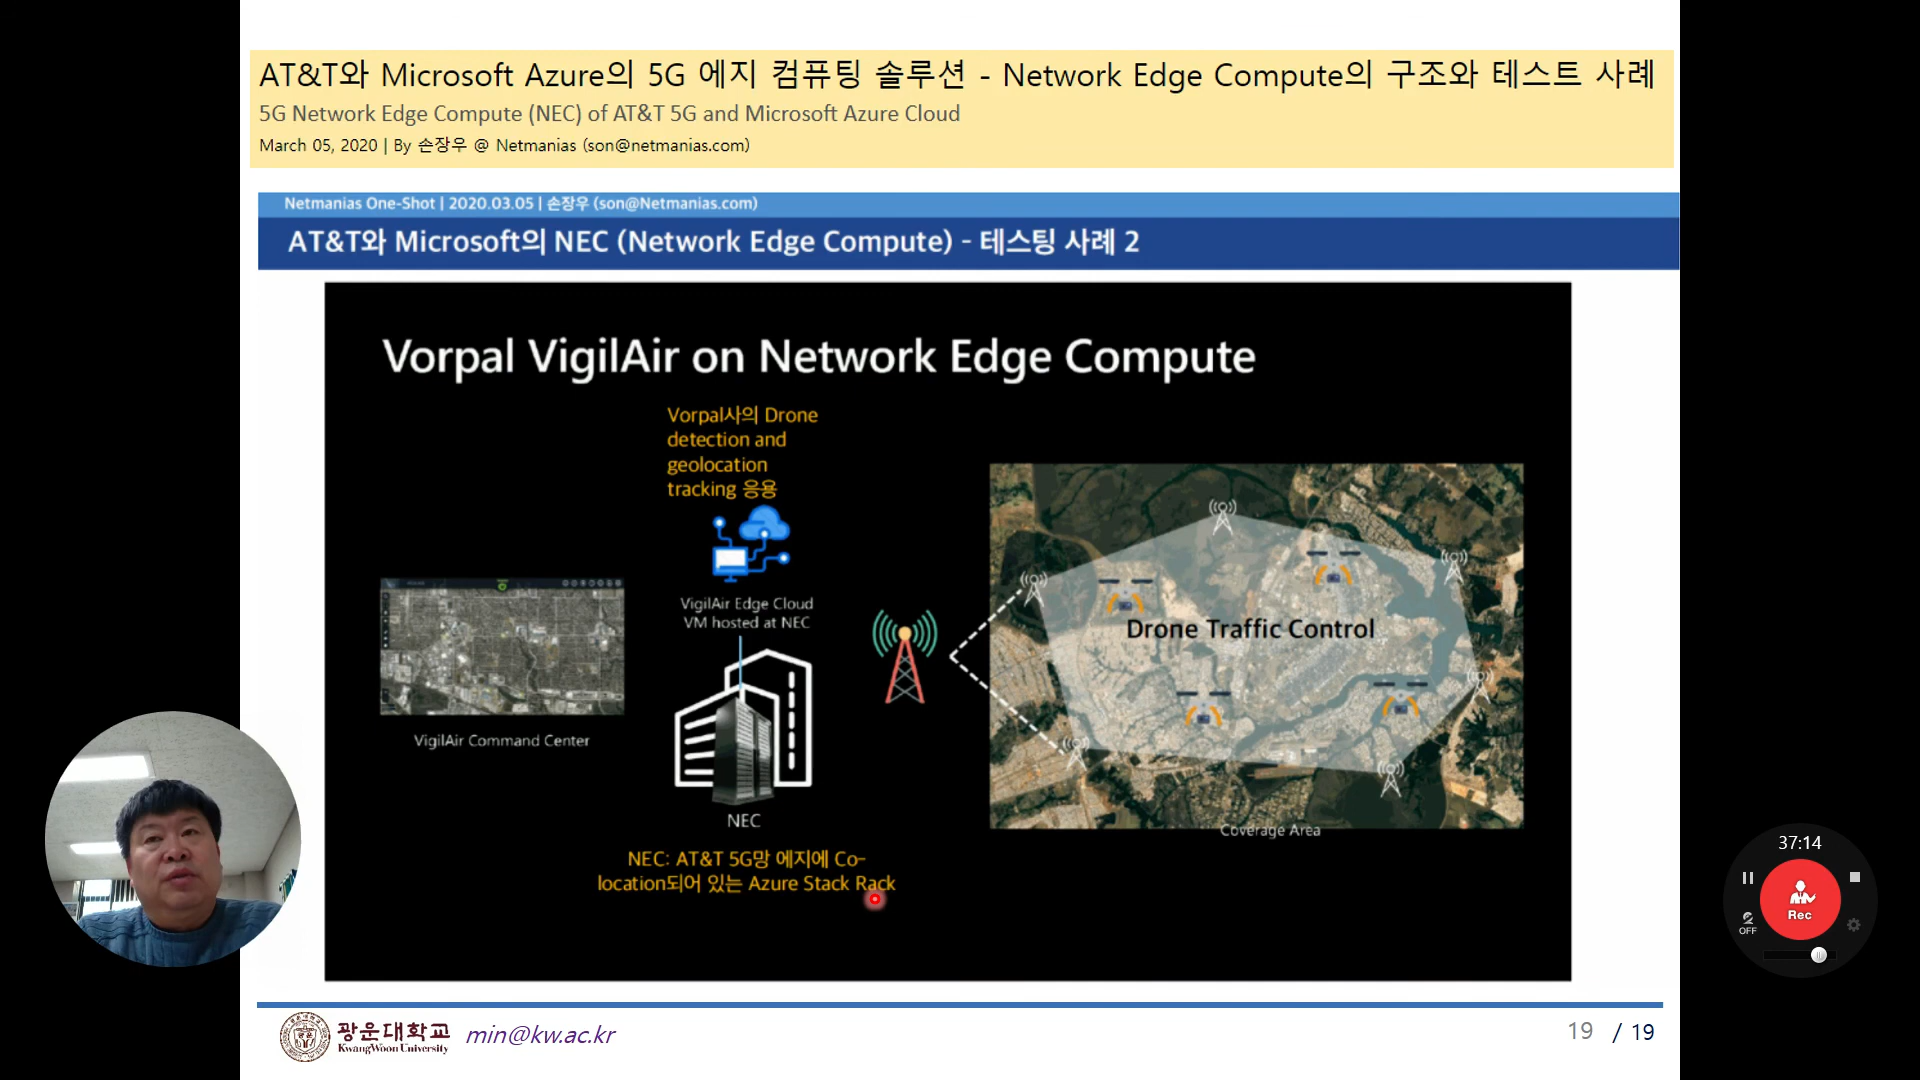 AT&T와 Microsoft Azure의 5G 에지 컴퓨팅 솔루션 - Network Edge Compute의 구조와 테스트 사례
5G Network Edge Compute (NEC) of AT&T 5G and Microsoft Azure Cloud
March 05, 2020 | By 손장우 @ Netmanias (son@netmanias.com)
Netmanias One-Shot | 2020.03.05 | 손장우 (son@Netmanias.com)
AT&T와 Microsoft의 NEC (Network Edge Compute) - 테스팅 사례 2
Vorpal VigilAir on Network Edge Compute
Vorpal사의 Drone
detection and
geolocation
tracking 응용
VigilAir Edge Cloud
VM hosted at NEC
Drone Traffic Control
VigilAir Command Center
NEC
Coverage Area
NEC: AT&T 5G망 에지에 Co-
location되어 있는 Azure Stack Rack
37:14
Rec
OFF
광운대학교
KwangWoon University
min@kw.ac.kr
19 / 19